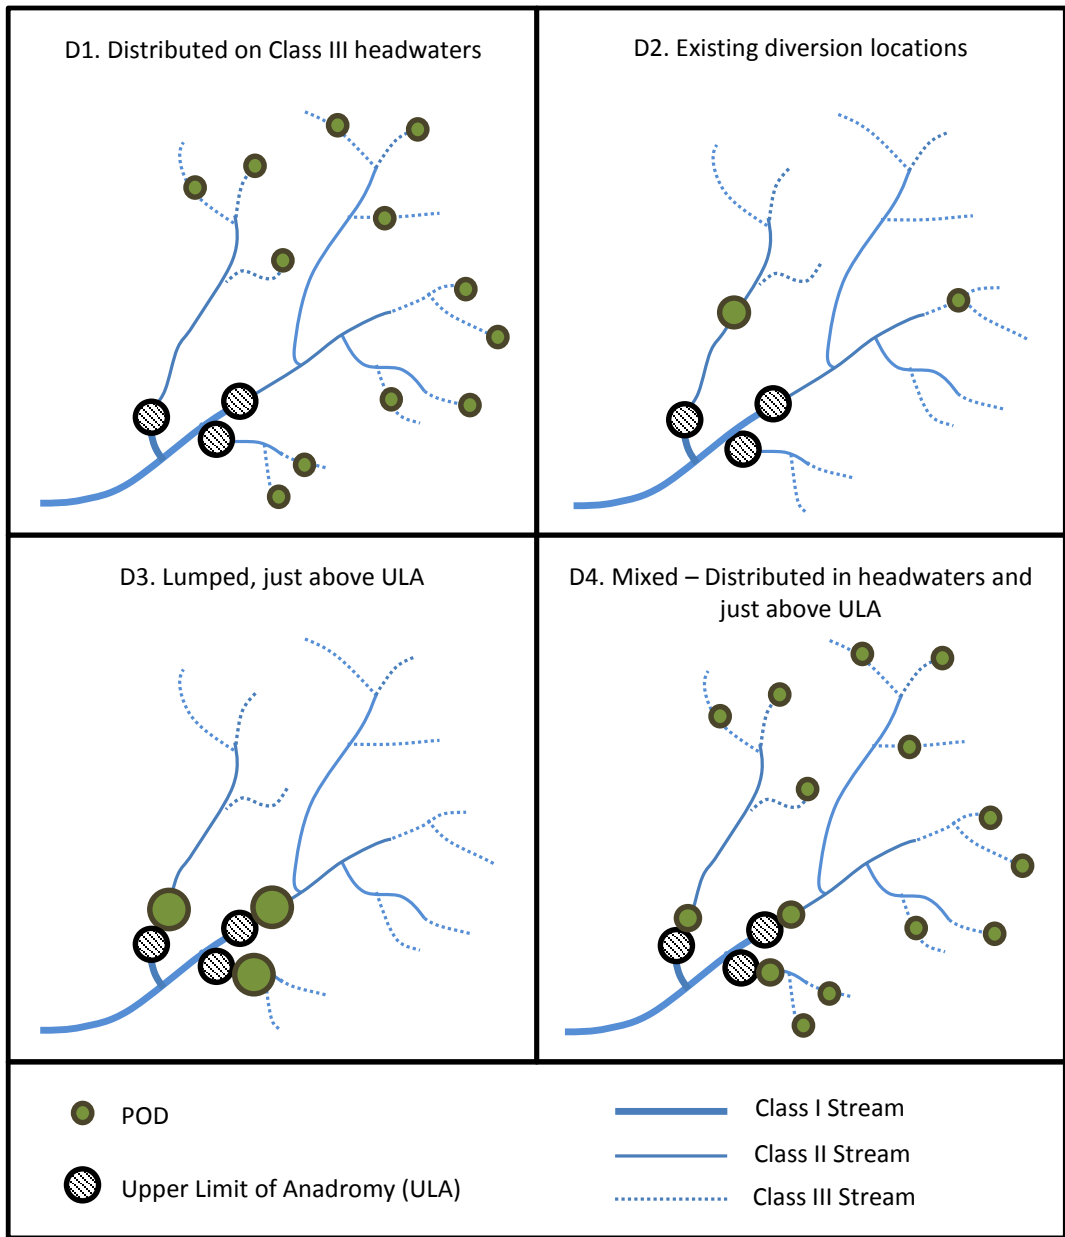 D1. Distributed on Class III headwaters
D2. Existing diversion locations
D3. Lumped, just above ULA
D4. Mixed – Distributed in headwaters and
just above ULA
POD
Upper Limit of Anadromy (ULA)
Class I Stream
Class II Stream
Class III Stream